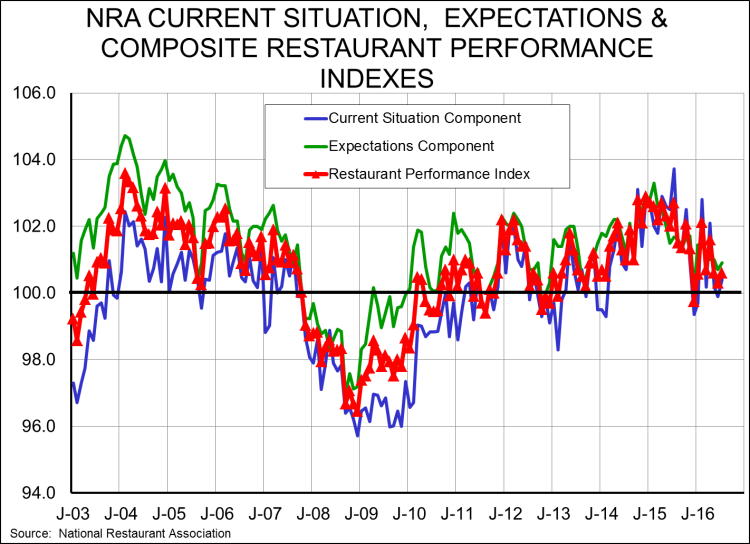 NRA CURRENT SITUATION,  EXPECTATIONS &
COMPOSITE RESTAURANT PERFORMANCE
INDEXES
106.0
104.0
102.0
100.0
98.0
96.0
94.0
Current Situation Component
Expectations Component
Restaurant Performance Index
J-03 J-04 J-05 J-06 J-07 J-08 J-09 J-10 J-11 J-12 J-13 J-14 J-15 J-16
Source:  National Restaurant Association